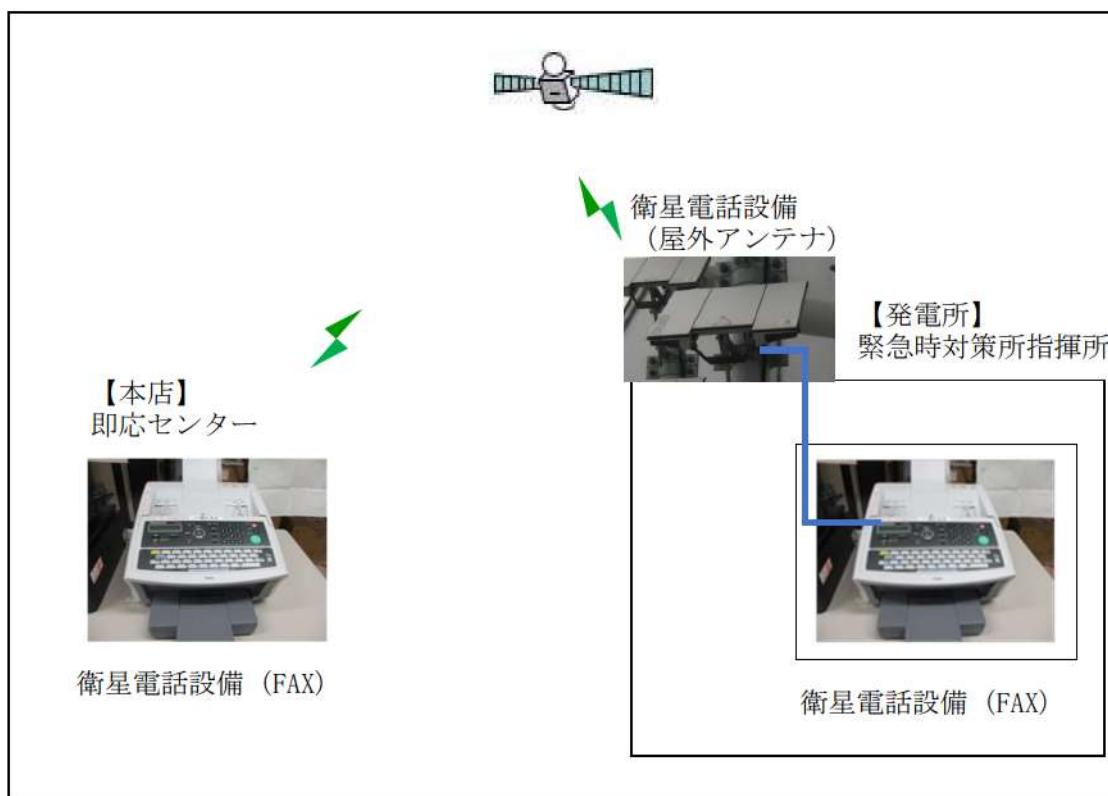 衛星電話設備
（屋外アンテナ）
【発電所】
緊急時対策所指揮所
【本店】
即応センター
衛星電話設備 (FAX)
衛星電話設備 (FAX)